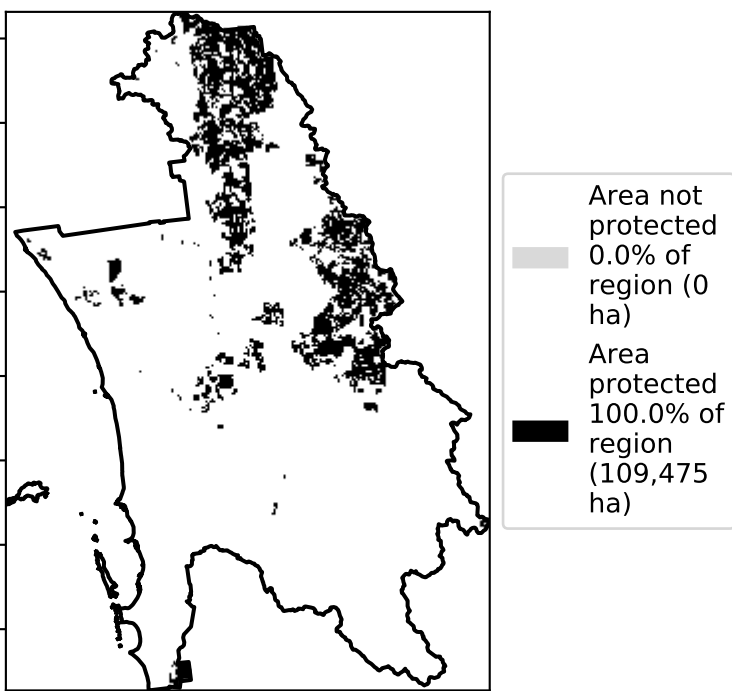 Area not
protected
0.0% of
region (0
ha)
Area
protected
100.0% of
region
(109,475
ha)